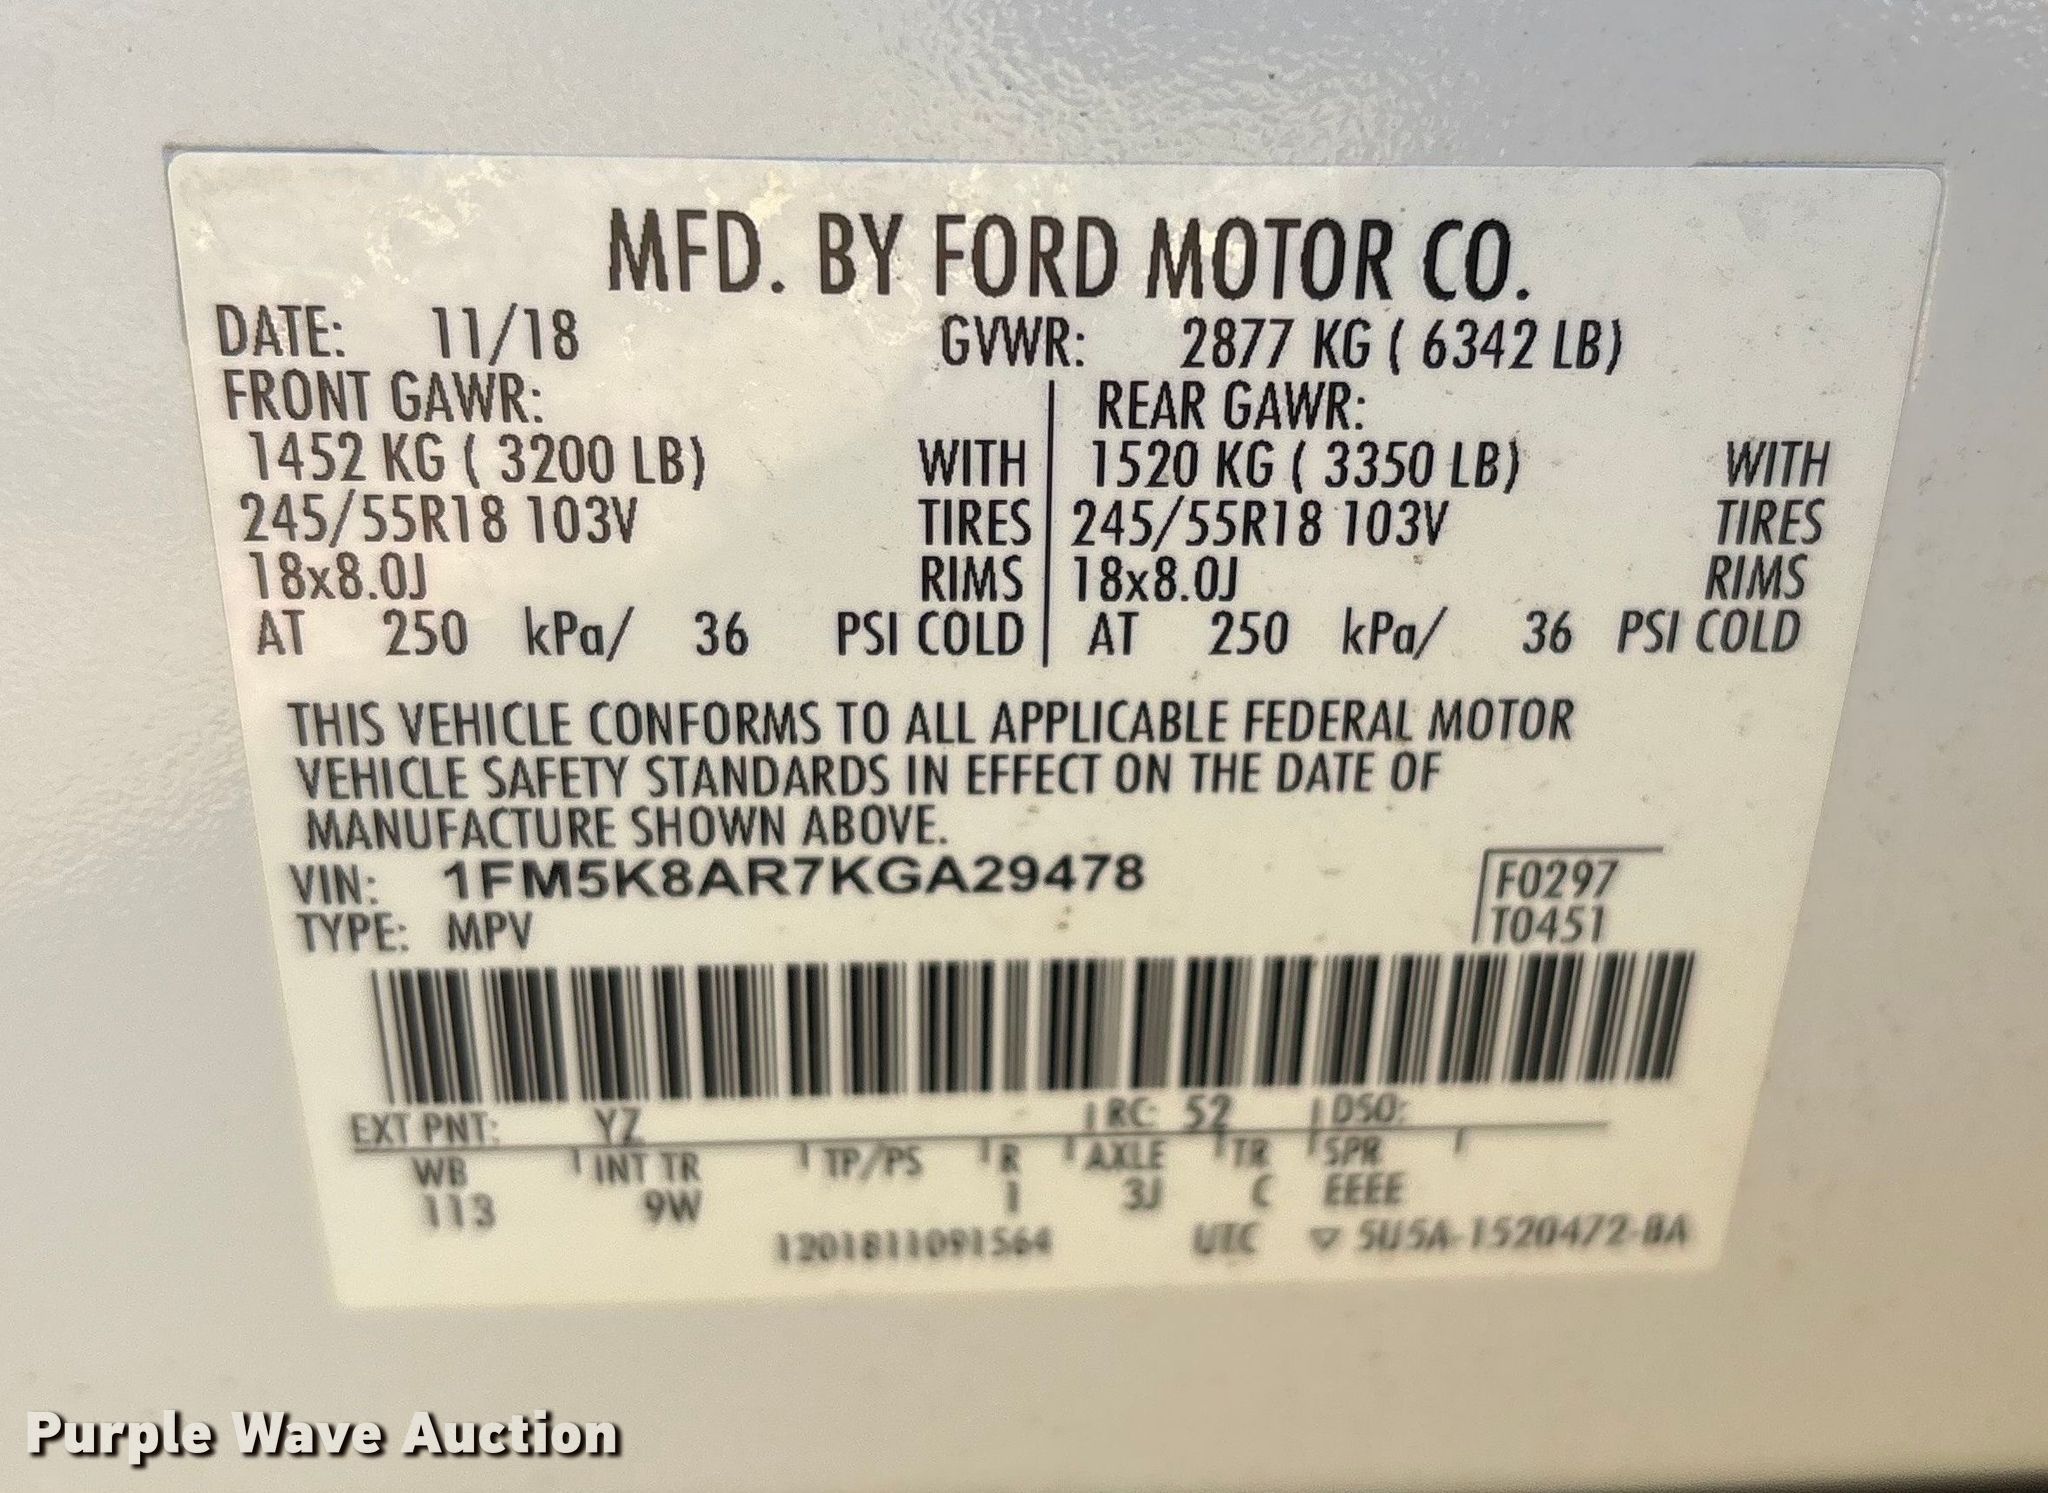 MFD. BY FORD MOTOR CO.
DATE: 11/18 GVWR: 2877 KG ( 6342 LB)
FRONT GAWR: REAR GAWR:
1452 KG ( 3200 LB) WITH 1520 KG ( 3350 LB) WITH
245/55R18 103V TIRES 245/55R18 103V TIRES
18x8.0J RIMS 18x8.0J RIMS
AT 250 kPa/ 36 PSI COLD AT 250 kPa/ 36 PSI COLD
THIS VEHICLE CONFORMS TO ALL APPLICABLE FEDERAL MOTOR
VEHICLE SAFETY STANDARDS IN EFFECT ON THE DATE OF
MANUFACTURE SHOWN ABOVE.
VIN: 1FM5K8AR7KGA29478 F0297
TYPE: MPV T0451
EXT PNT: YZ RC: 52 DSO:
WB INT TR TP/PS R AXLE TR SPR
113 9W 1 3J C EEEE
1201811091564 UTC ▽ 5U5A-1520472-BA
Purple Wave Auction